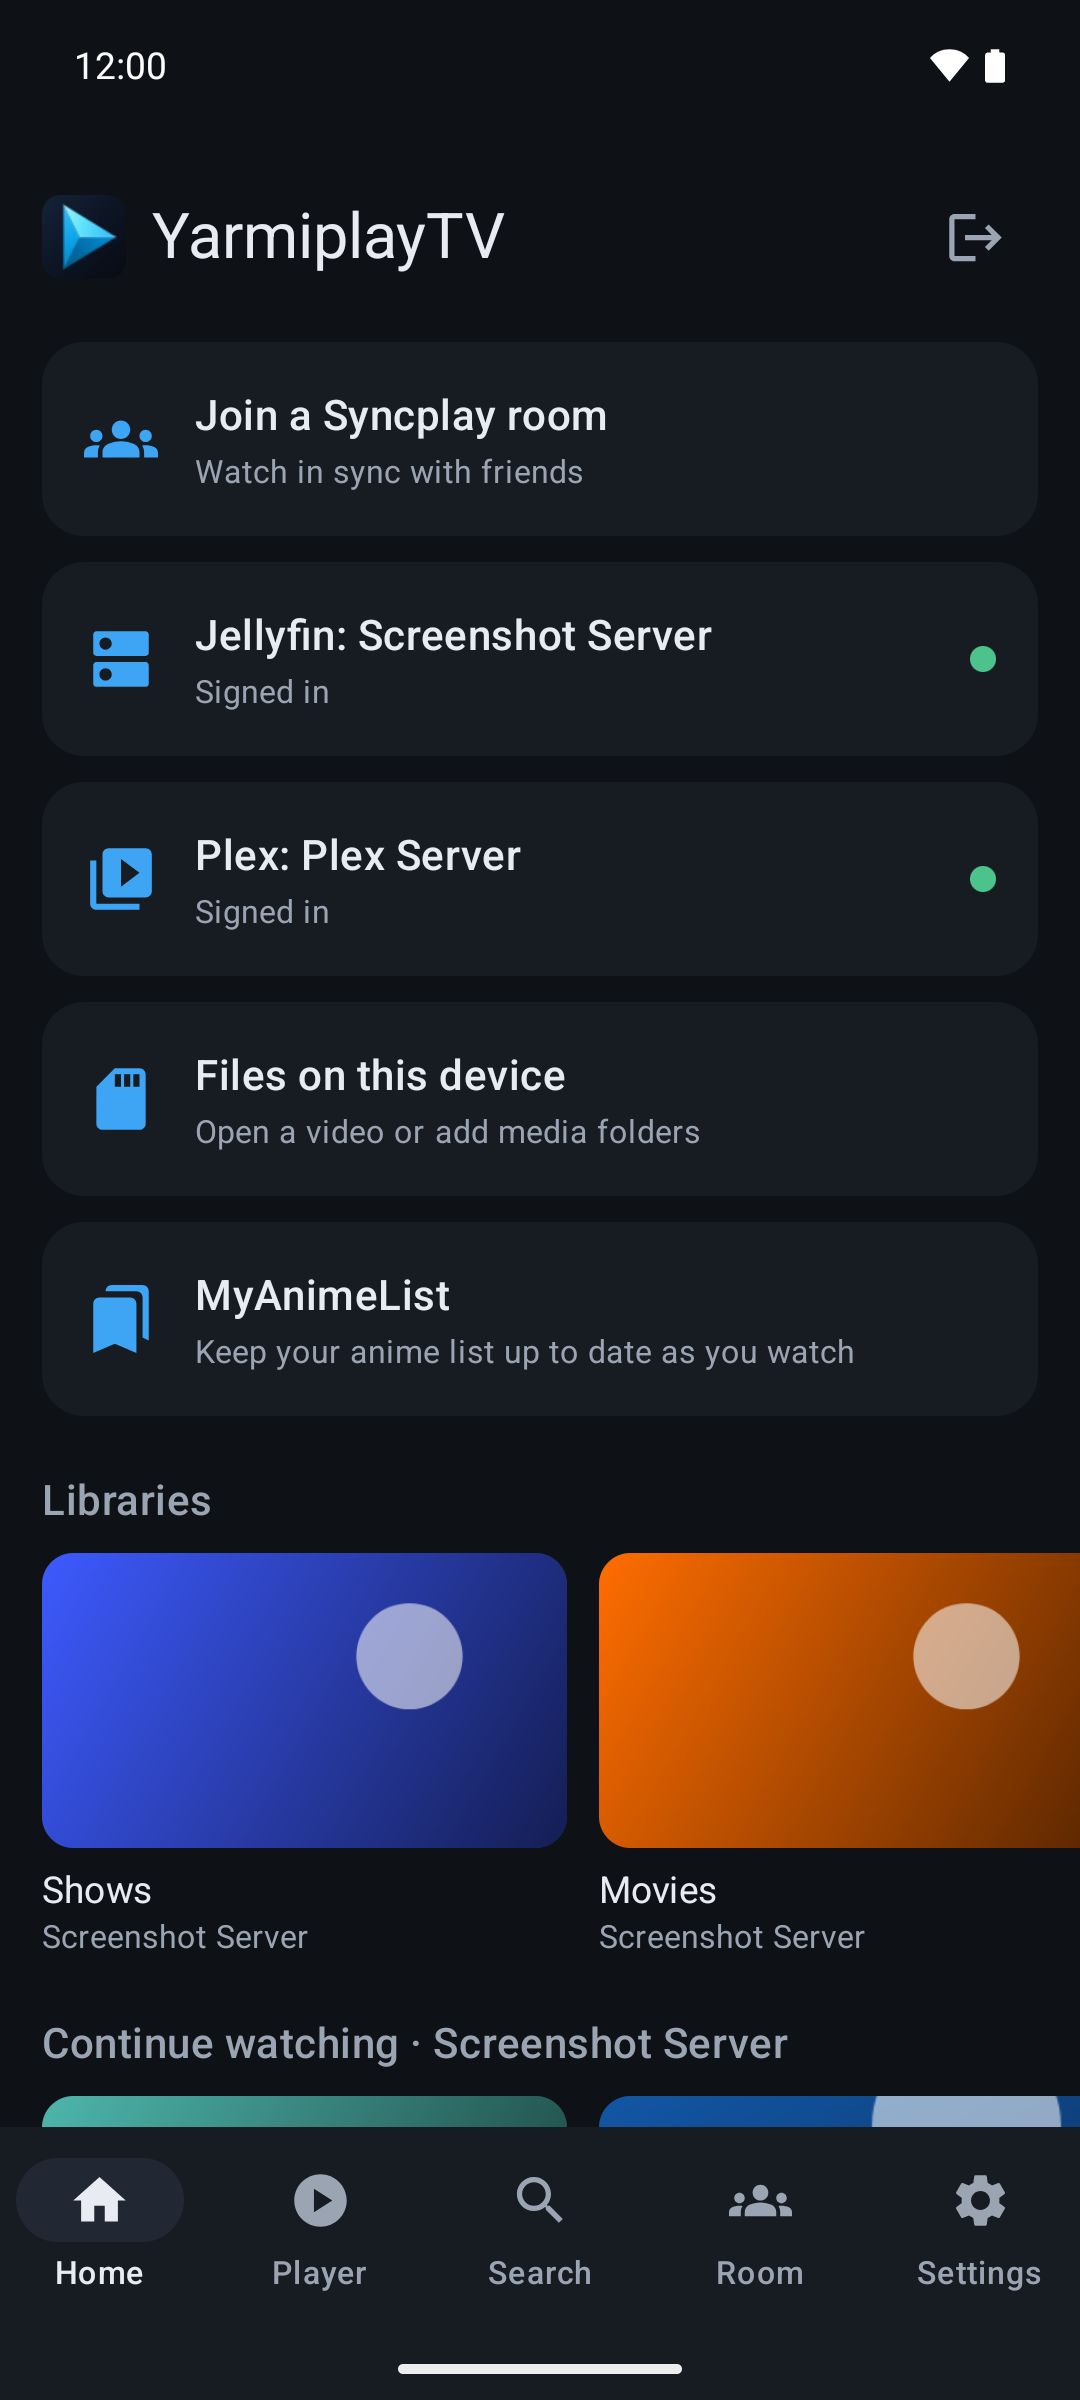 12:00
YarmiplayTV
Join a Syncplay room
Watch in sync with friends
Jellyfin: Screenshot Server
Signed in
Plex: Plex Server
Signed in
Files on this device
Open a video or add media folders
MyAnimeList
Keep your anime list up to date as you watch
Libraries
Shows
Screenshot Server
Movies
Screenshot Server
Continue watching · Screenshot Server
Home
Player
Search
Room
Settings